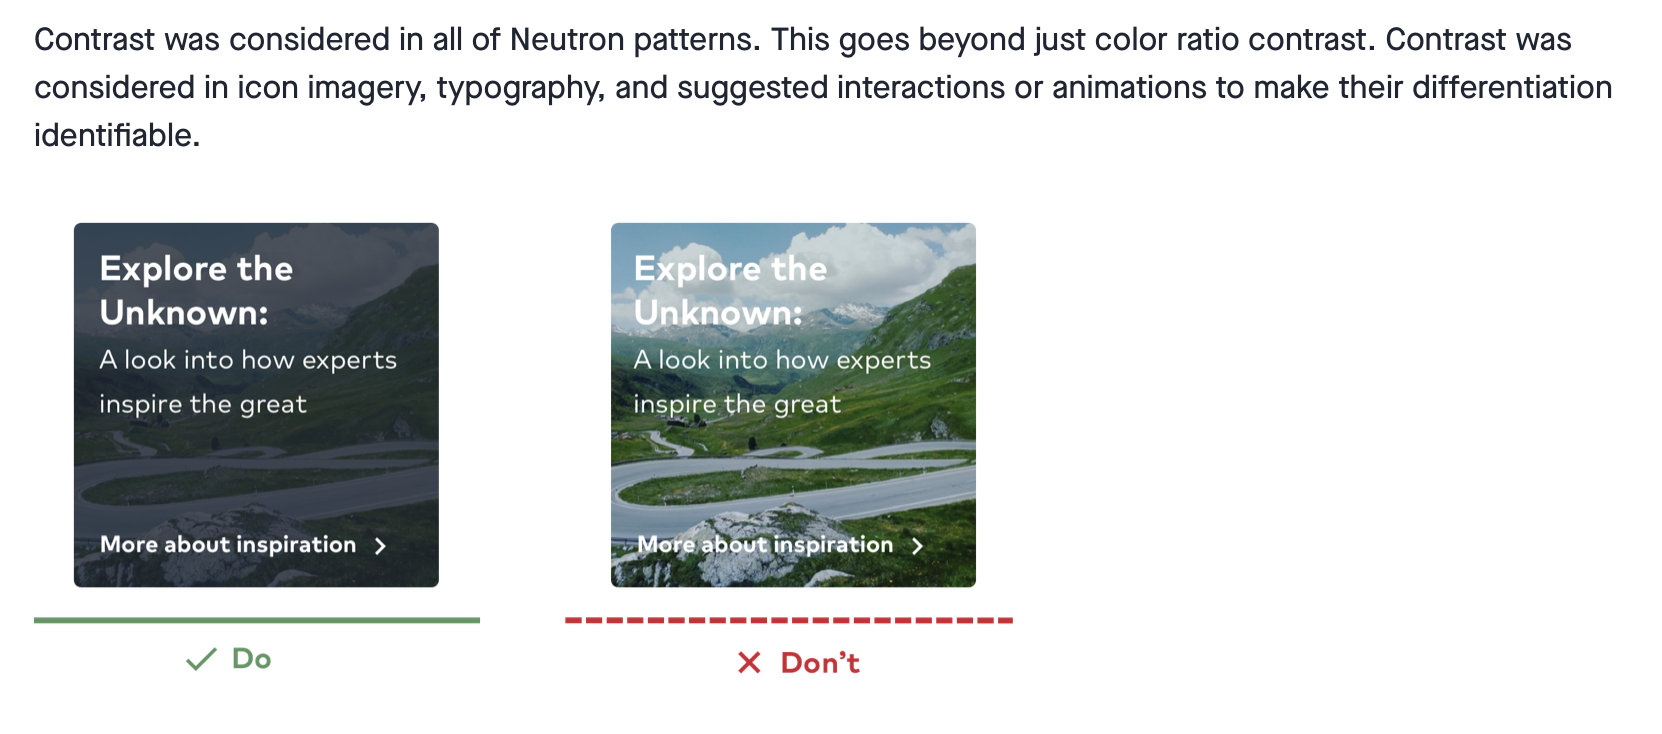 Contrast was considered in all of Neutron patterns. This goes beyond just color ratio contrast. Contrast was
considered in icon imagery, typography, and suggested interactions or animations to make their differentiation
identifiable.
Explore the
Unknown:
A look into how experts
inspire the great
More about inspiration
Do
Explore the
Unknown:
A look into how experts
inspire the great
More about inspiration
Don’t